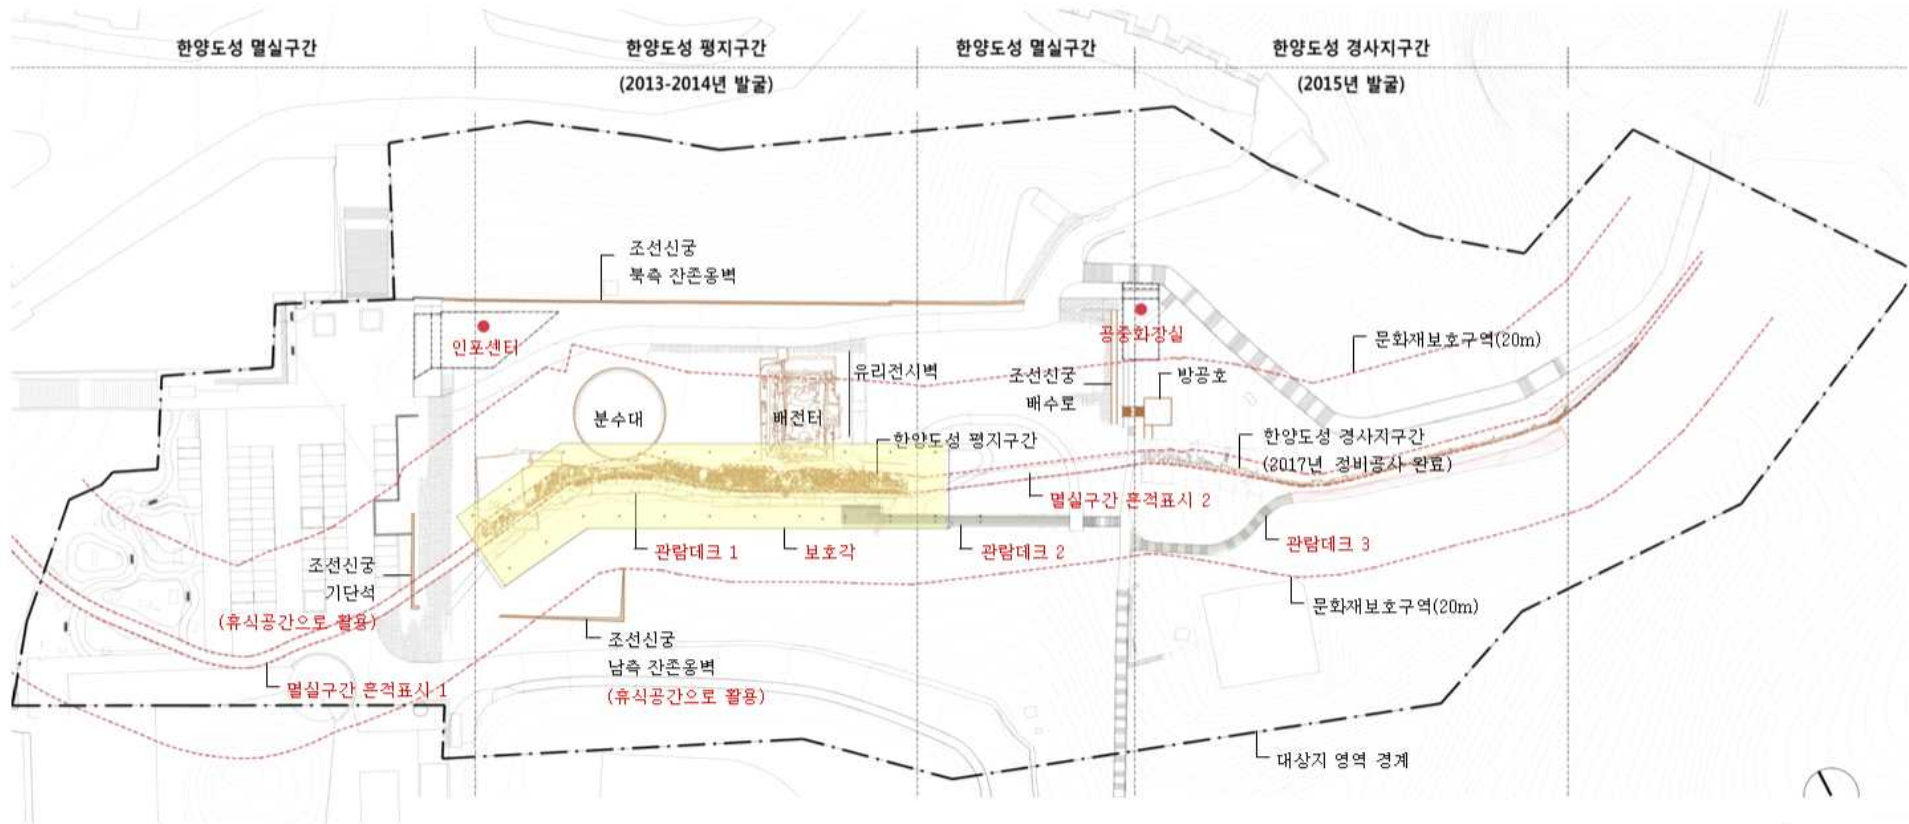 한양도성 멸실구간
한양도성 평지구간
(2013-2014년 발굴)
한양도성 멸실구간
한양도성 경사지구간
(2015년 발굴)
조선신궁
북측 잔존옹벽
인포센터
공중화장실
문화재보호구역(20m)
유리전시벽
조선신궁
배수로
방공호
분수대
배전터
한양도성 평지구간
한양도성 경사지구간
(2017년 정비공사 완료)
멸실구간 흔적표시 2
관람데크 1
보호각
관람데크 2
관람데크 3
조선신궁
기단석
(휴식공간으로 활용)
문화재보호구역(20m)
조선신궁
남측 잔존옹벽
(휴식공간으로 활용)
멸실구간 흔적표시 1
대상지 영역 경계